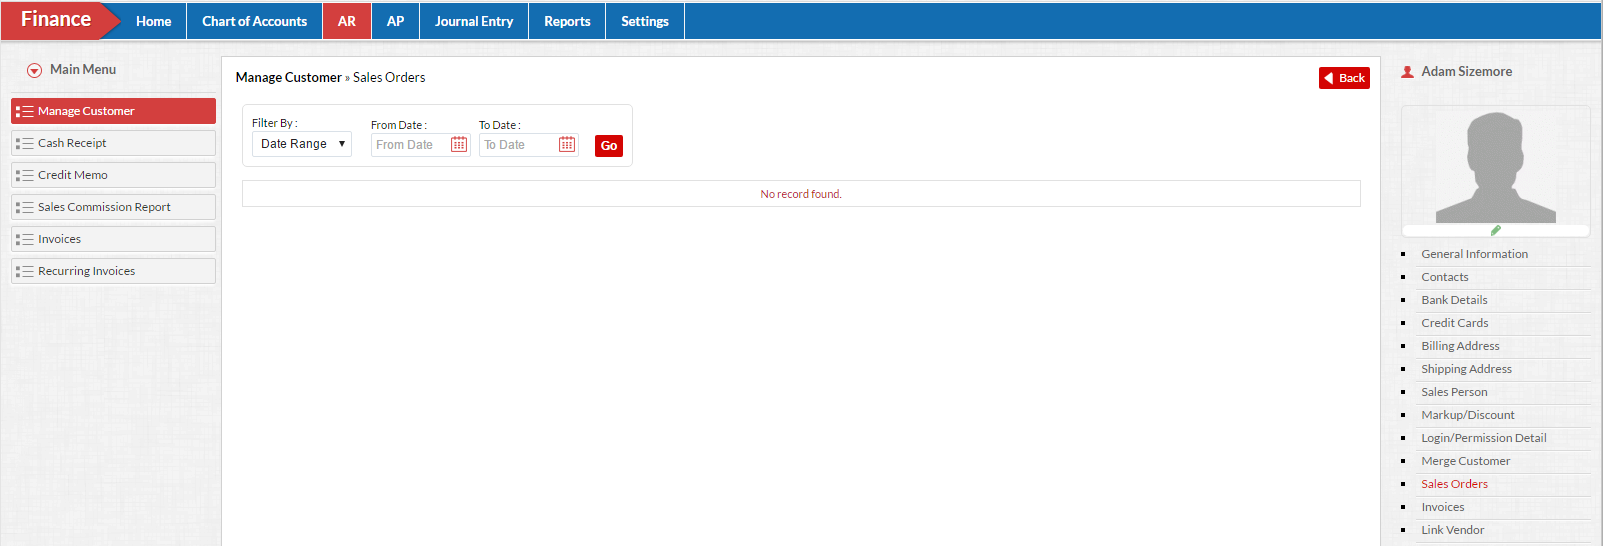 Finance Home Chart of Accounts AR AP Journal Entry Reports Settings
Main Menu
Manage Customer
Cash Receipt
Credit Memo
Sales Commission Report
Invoices
Recurring Invoices
Manage Customer » Sales Orders
Back
Filter By :
Date Range
From Date :
From Date
To Date :
To Date
Go
No record found.
Adam Sizemore
General Information
Contacts
Bank Details
Credit Cards
Billing Address
Shipping Address
Sales Person
Markup/Discount
Login/Permission Detail
Merge Customer
Sales Orders
Invoices
Link Vendor